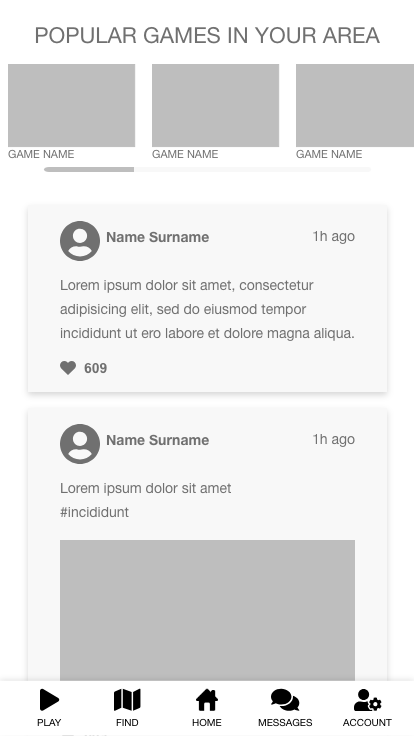 POPULAR GAMES IN YOUR AREA
GAME NAME
GAME NAME
GAME NAME
Name Surname
1h ago
Lorem ipsum dolor sit amet, consectetur
adipisicing elit, sed do eiusmod tempor
incididunt ut ero labore et dolore magna aliqua.
609
Name Surname
1h ago
Lorem ipsum dolor sit amet
#incididunt
PLAY
FIND
HOME
MESSAGES
ACCOUNT